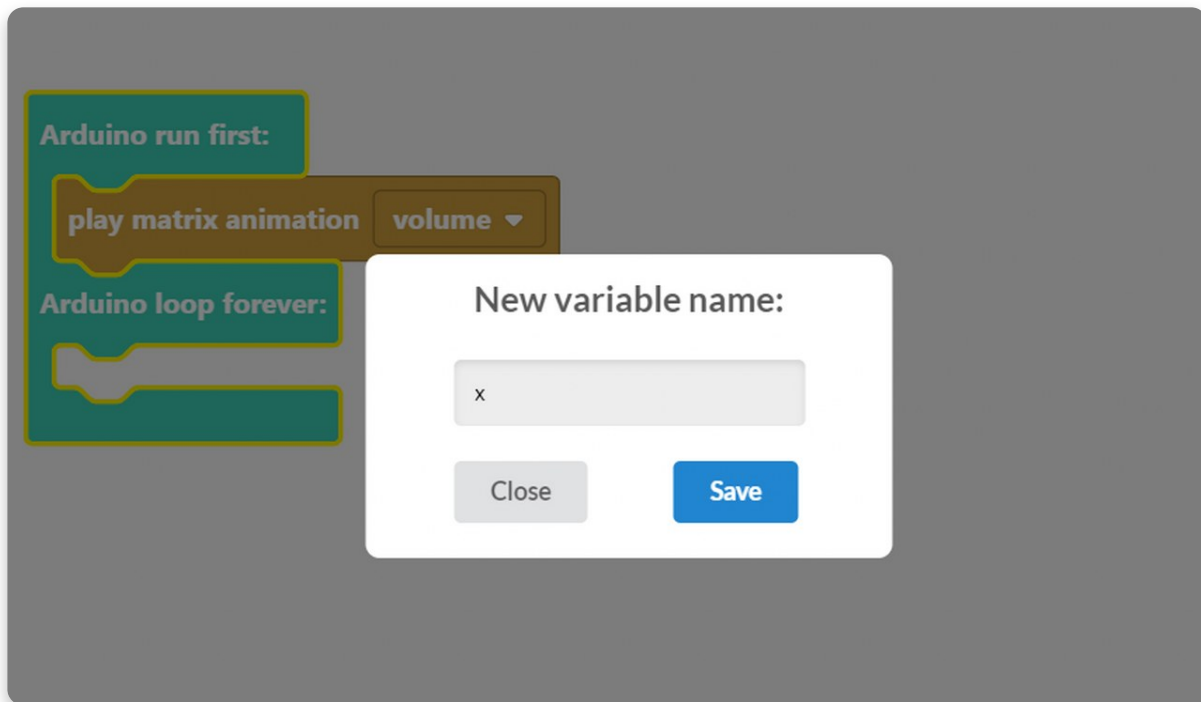 Arduino run first:
play matrix animation volume
Arduino loop forever:
New variable name:
x
Close Save